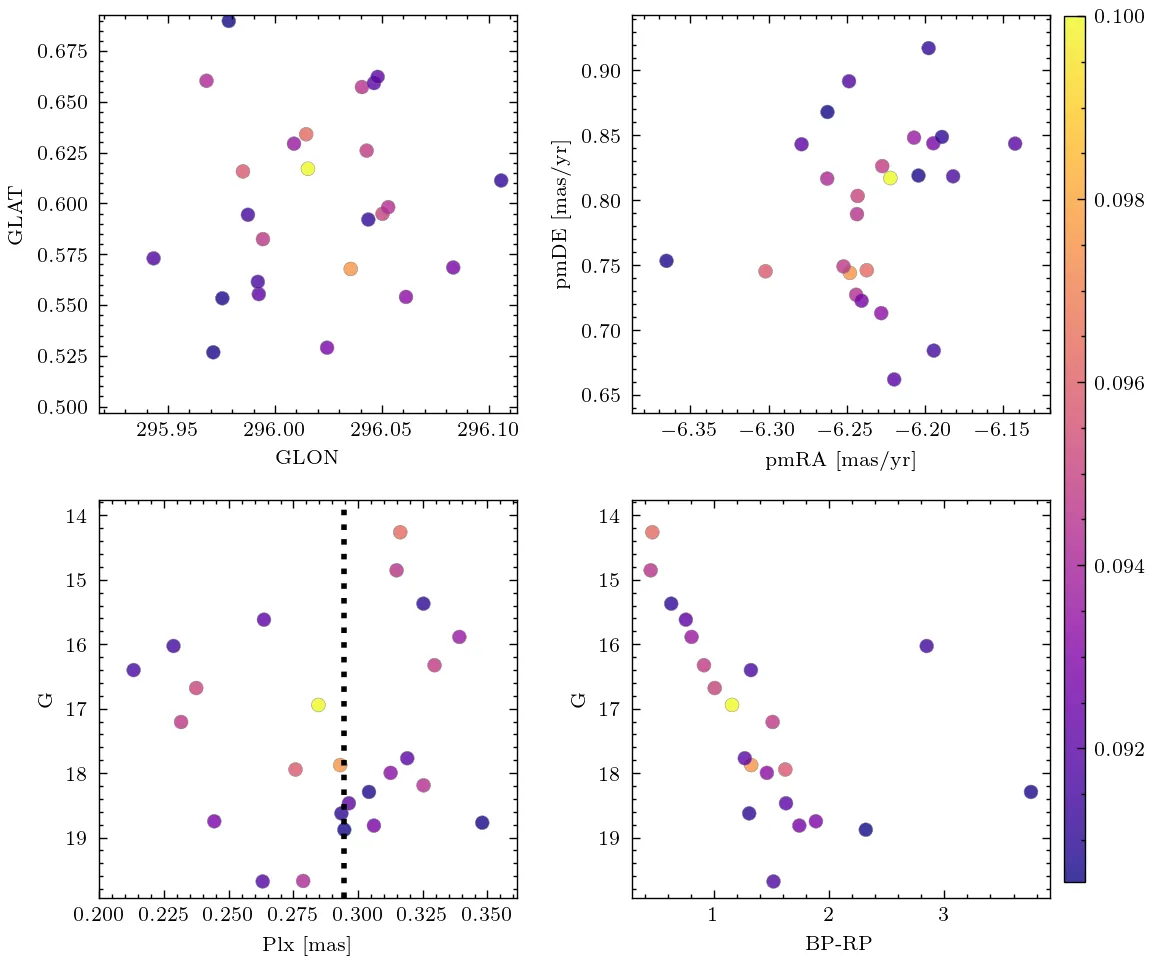 0.675
0.650
0.625
0.600
0.575
0.550
0.525
0.500
GLAT
295.95 296.00 296.05 296.10
GLON
0.90
0.85
0.80
0.75
0.70
0.65
pmDE [mas/yr]
−6.35 −6.30 −6.25 −6.20 −6.15
pmRA [mas/yr]
0.100
0.098
0.096
0.094
0.092
14
15
16
17
18
19
G
0.200 0.225 0.250 0.275 0.300 0.325 0.350
Plx [mas]
14
15
16
17
18
19
G
1 2 3
BP-RP